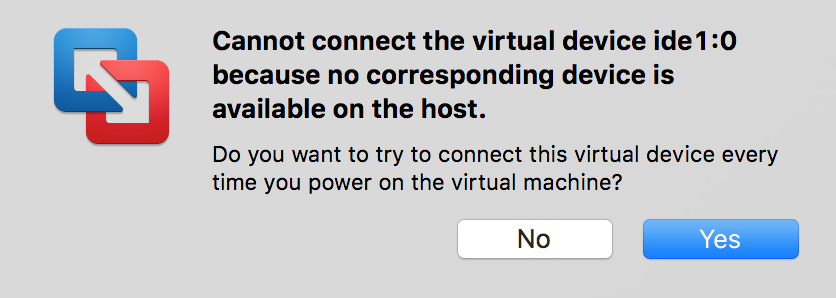 Cannot connect the virtual device ide1:0
because no corresponding device is
available on the host.
Do you want to try to connect this virtual device every
time you power on the virtual machine?
No
Yes